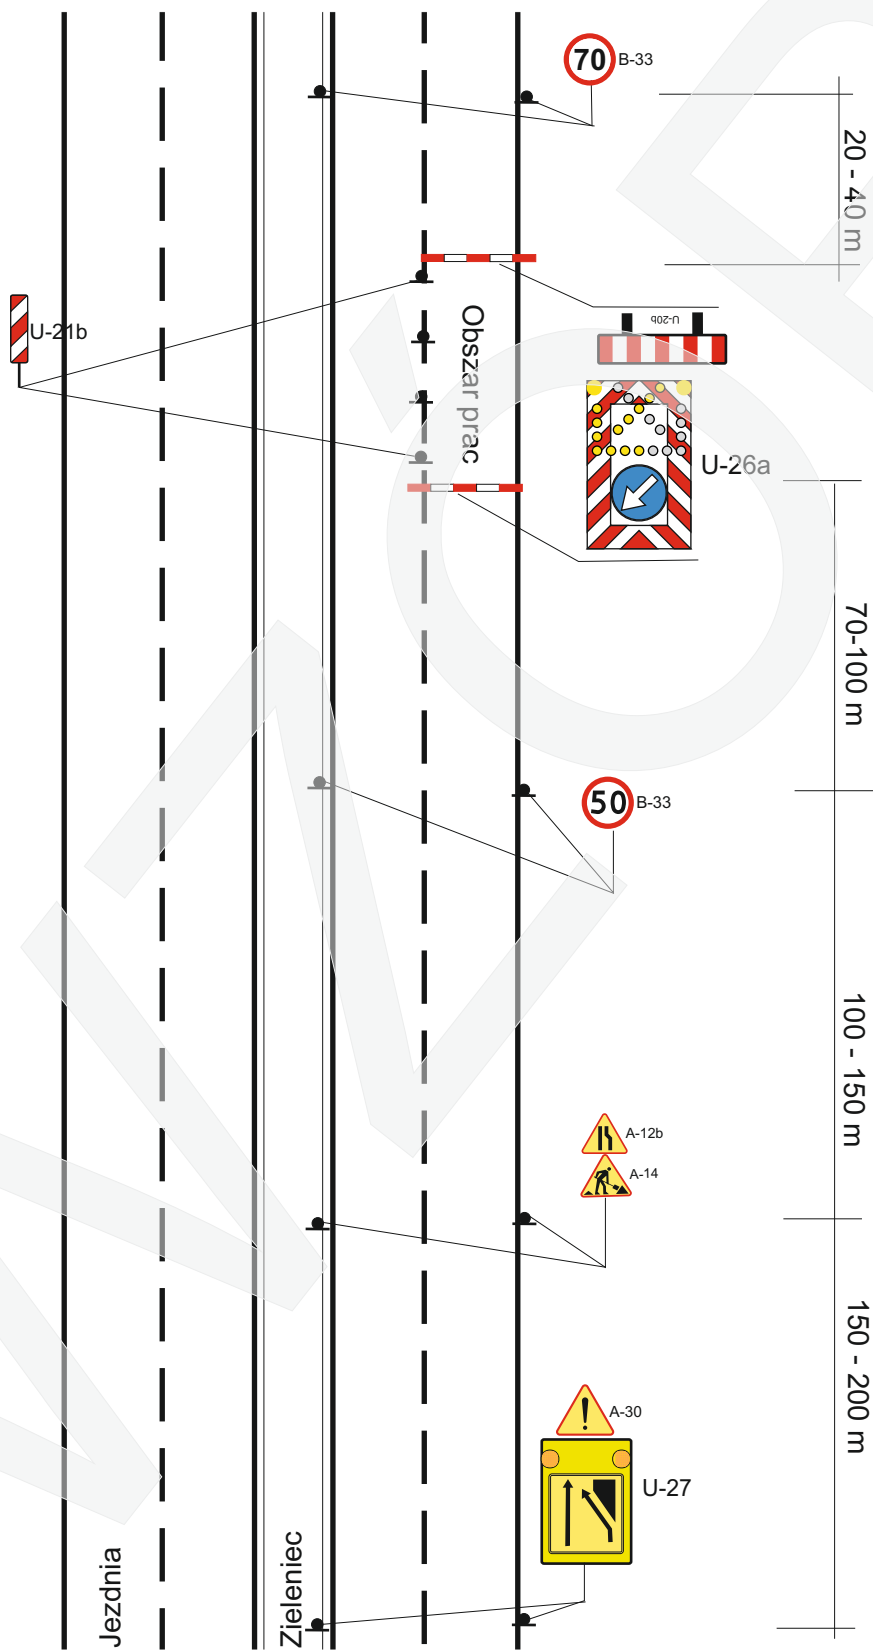 70
B-33
20 - 40 m
U-21b
Obszar prac
U-20b
U-26a
70-100 m
50
B-33
100 - 150 m
A-12b
A-14
150 - 200 m
A-30
U-27
Jezdnia
Zieleniec
WZÓR